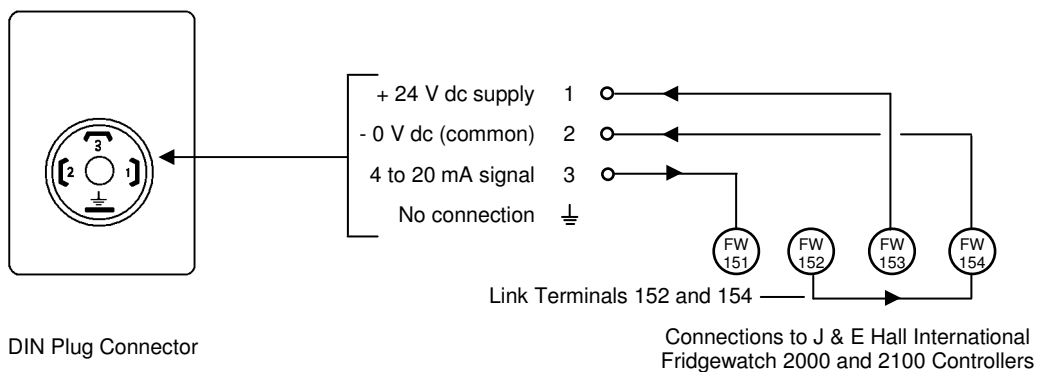 3
2
1
+ 24 V dc supply 1
- 0 V dc (common) 2
4 to 20 mA signal 3
No connection
FW 151
FW 152
FW 153
FW 154
Link Terminals 152 and 154
DIN Plug Connector
Connections to J & E Hall International
Fridgewatch 2000 and 2100 Controllers